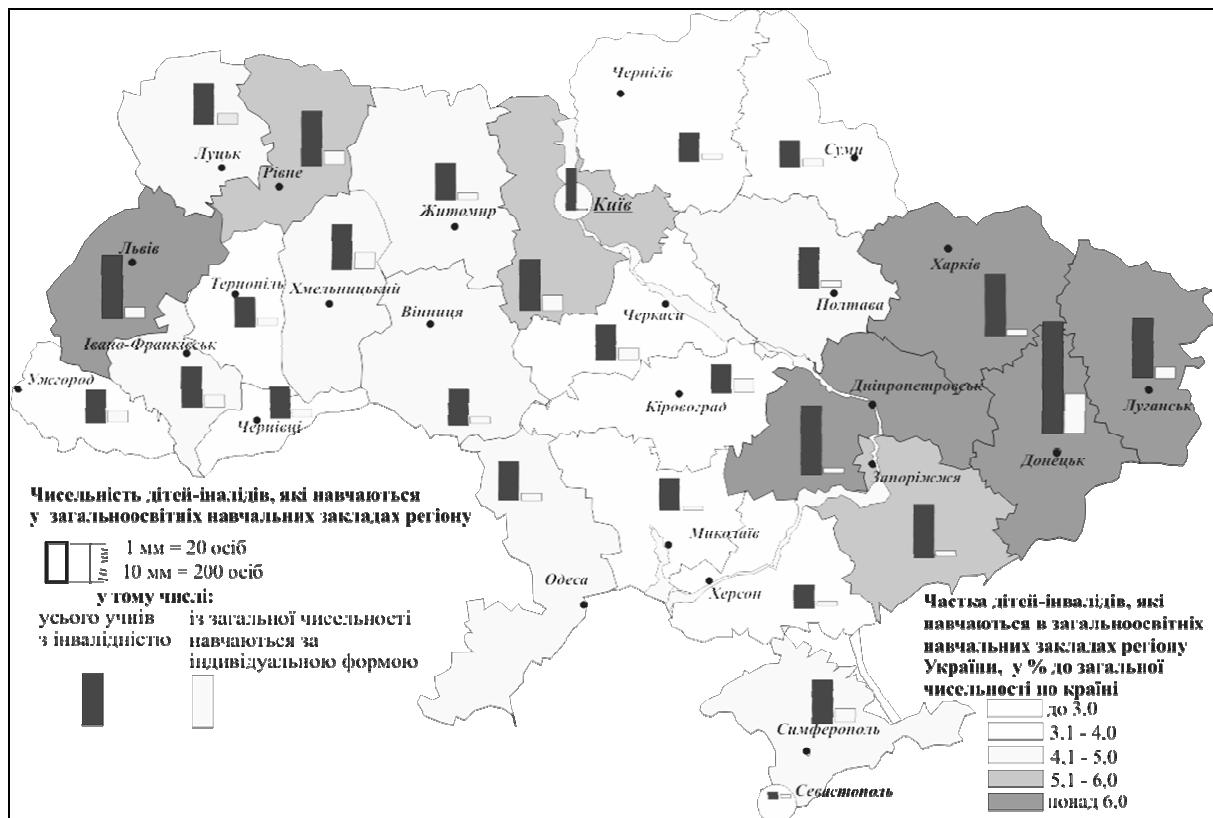 Чернігів
Суми
Луцьк
Рівне
Київ
Житомир
Львів
Харків
Тернопіль
Хмельницький
Полтава
Вінниця
Черкаси
Івано-Франківськ
Ужгород
Кіровоград
Дніпропетровськ
Луганськ
Чернівці
Донецьк
Запоріжжя
Миколаїв
Одеса
Херсон
Симферополь
Севастополь
Чисельність дітей-іналідів, які навчаються
у загальноосвітніх навчальних закладах регіону
10 мм
1 мм = 20 осіб
10 мм = 200 осіб
у тому числі:
усього учнів
з інвалідністю
із загальної чисельності
навчаються за
індивідуальною формою
Частка дітей-інвалідів, які
навчаються в загальноосвітніх
навчальних закладах регіону
України, у % до загальної
чисельності по країні
до 3.0
3.1 - 4.0
4,1 - 5,0
5,1 - 6,0
понад 6,0